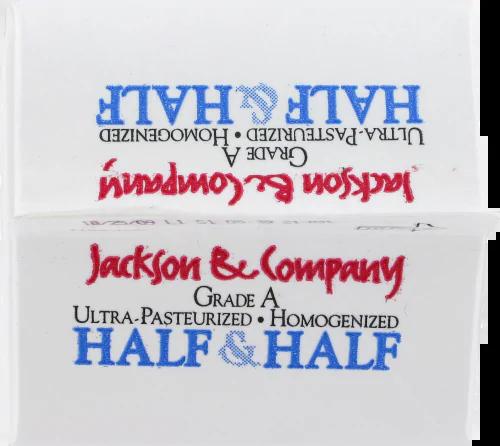 HALF & HALF
ULTRA-PASTEURIZED • HOMOGENIZED
GRADE A
Jackson & Company
Jackson & Company
GRADE A
ULTRA-PASTEURIZED • HOMOGENIZED
HALF & HALF